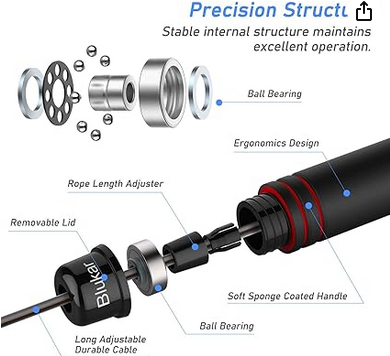 Precision Struct
Stable internal structure maintains
excellent operation.
Ball Bearing
Ergonomics Design
Rope Length Adjuster
Removable Lid
Blukar
Soft Sponge Coated Handle
Ball Bearing
Long Adjustable
Durable Cable